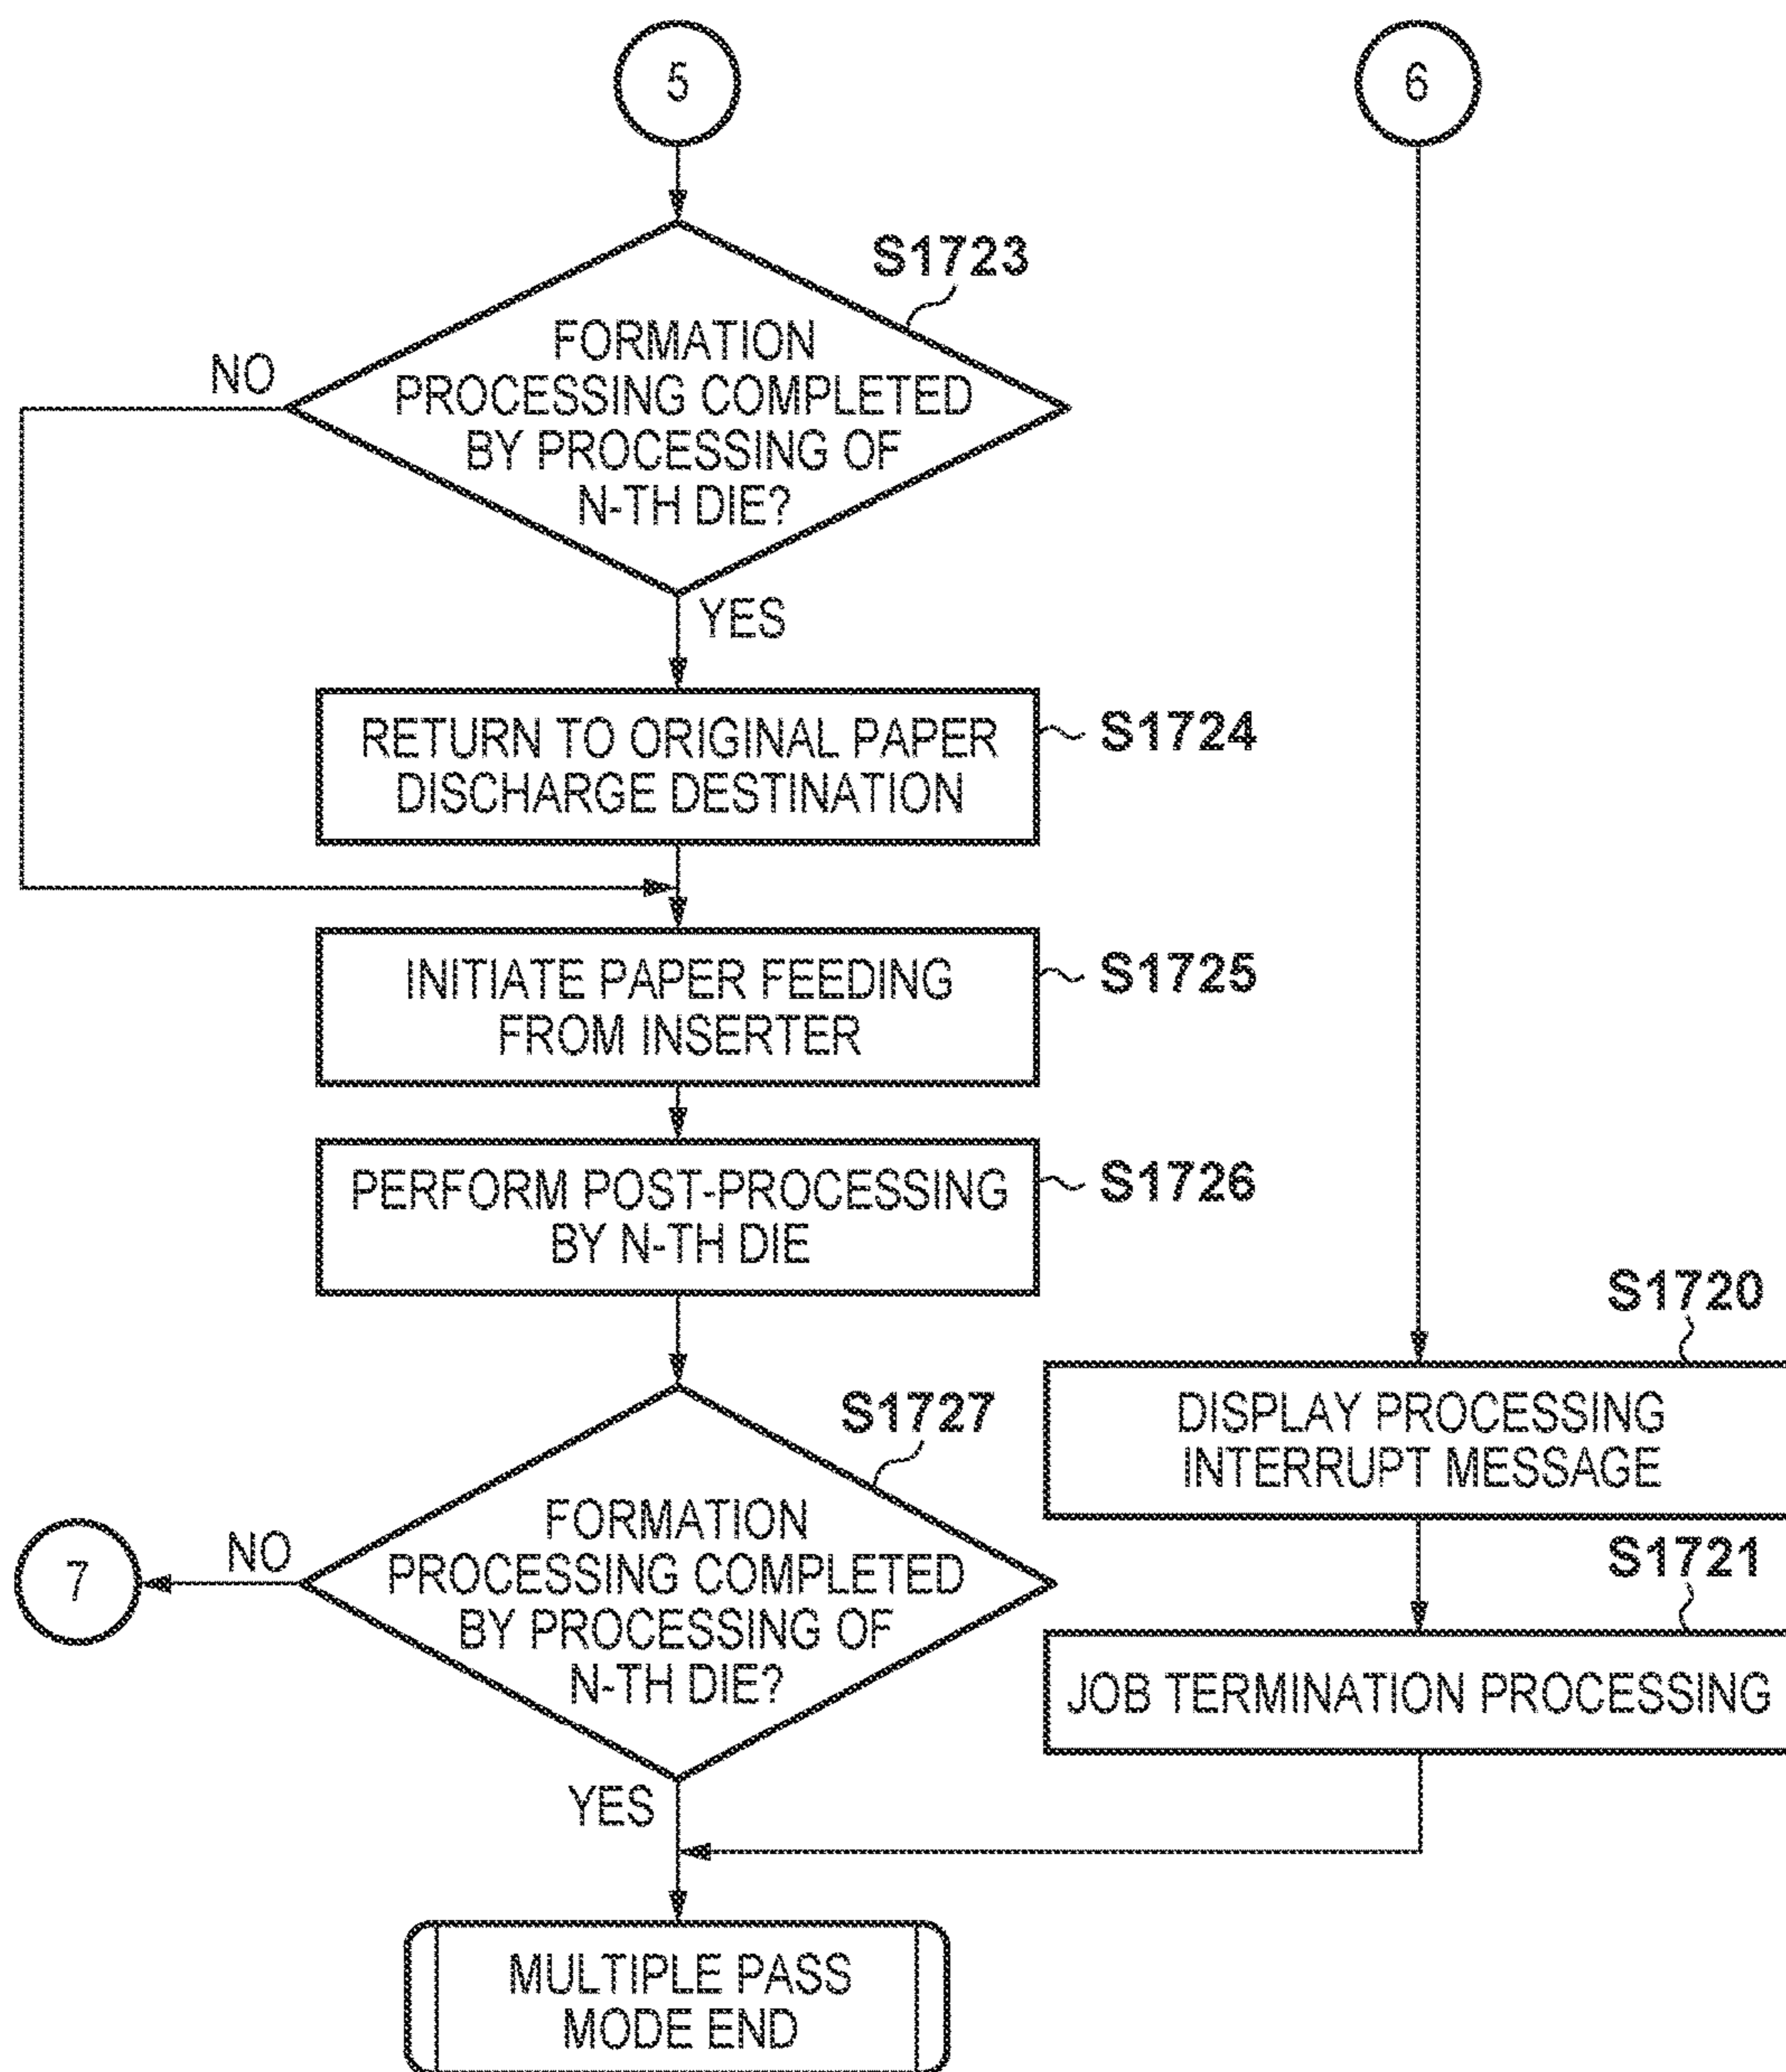 5
6
S1723
FORMATION
PROCESSING COMPLETED
BY PROCESSING OF
N-TH DIE?
NO
YES
RETURN TO ORIGINAL PAPER
DISCHARGE DESTINATION
S1724
INITIATE PAPER FEEDING
FROM INSERTER
S1725
PERFORM POST-PROCESSING
BY N-TH DIE
S1726
S1720
DISPLAY PROCESSING
INTERRUPT MESSAGE
S1727
FORMATION
PROCESSING COMPLETED
BY PROCESSING OF
N-TH DIE?
NO
7
S1721
JOB TERMINATION PROCESSING
YES
MULTIPLE PASS
MODE END